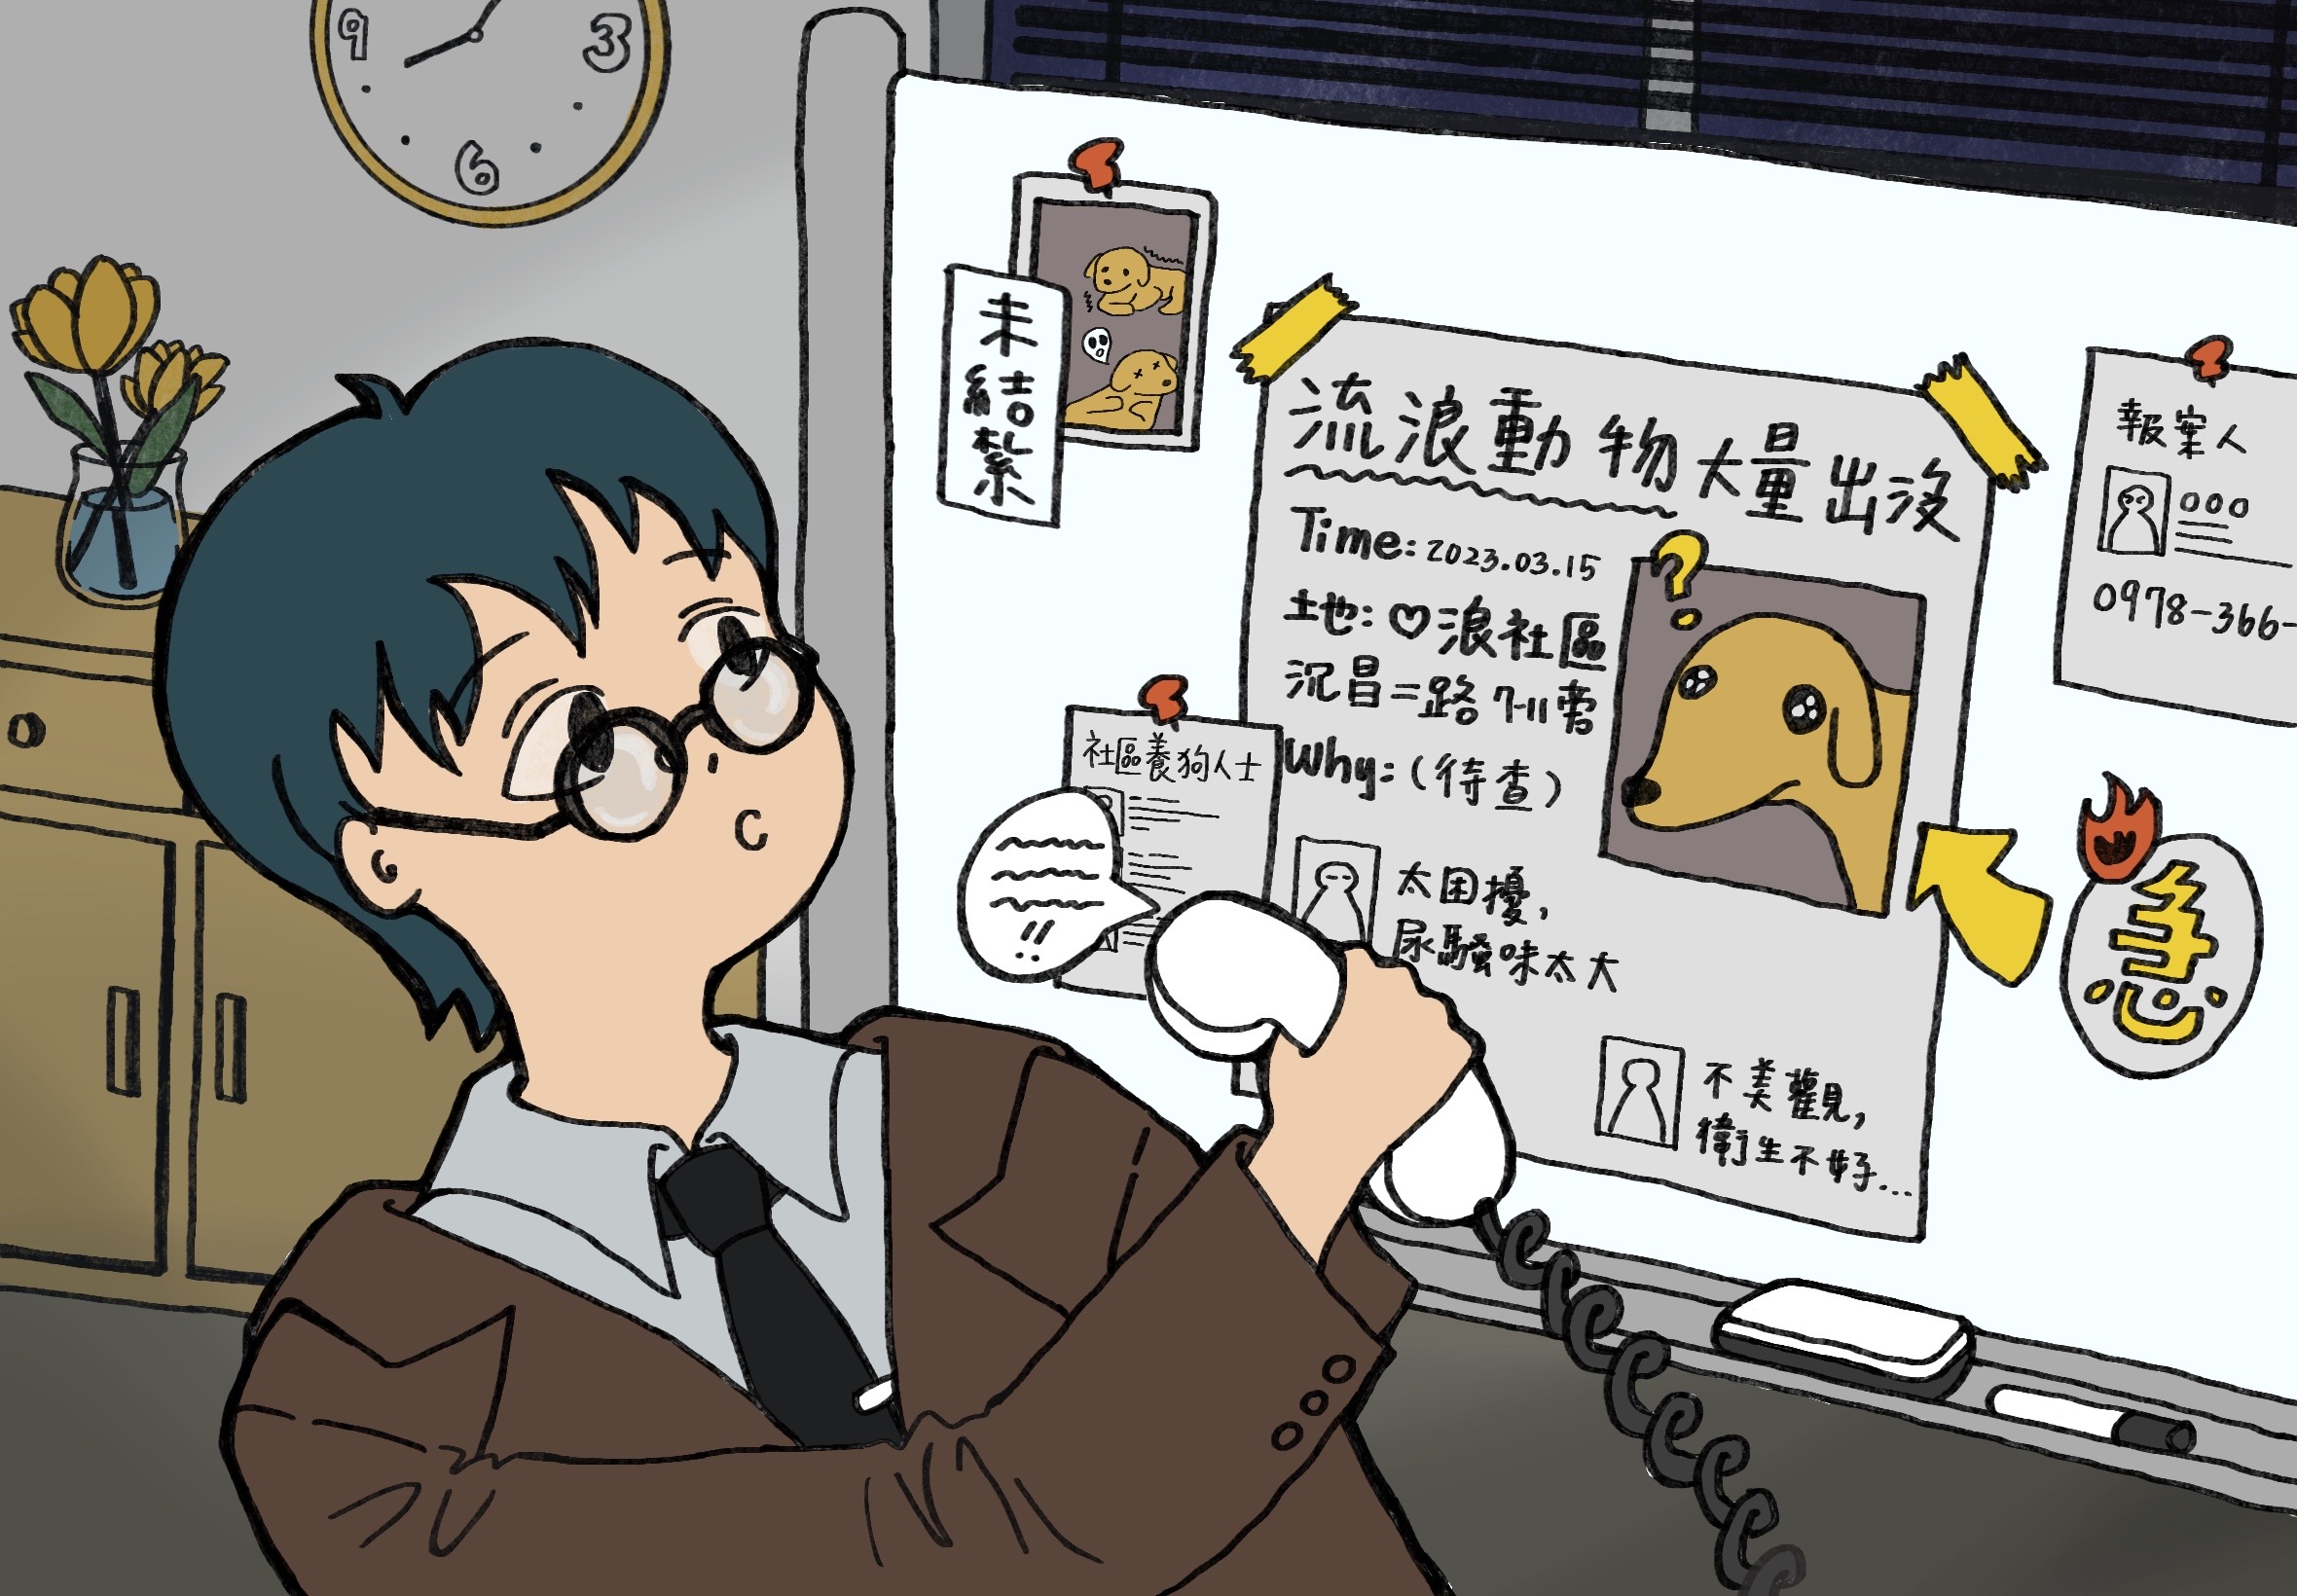 9
3
6
未結紮
流浪動物大量出沒
Time: 2023.03.15
地: ♡浪社區
沉昌二路 7-11旁
Why: (待查)
太困擾,
尿騷味太大
不美觀,
衛生不好...
社區養狗人士
!!
報案人
ooo
0978-366-
急
?